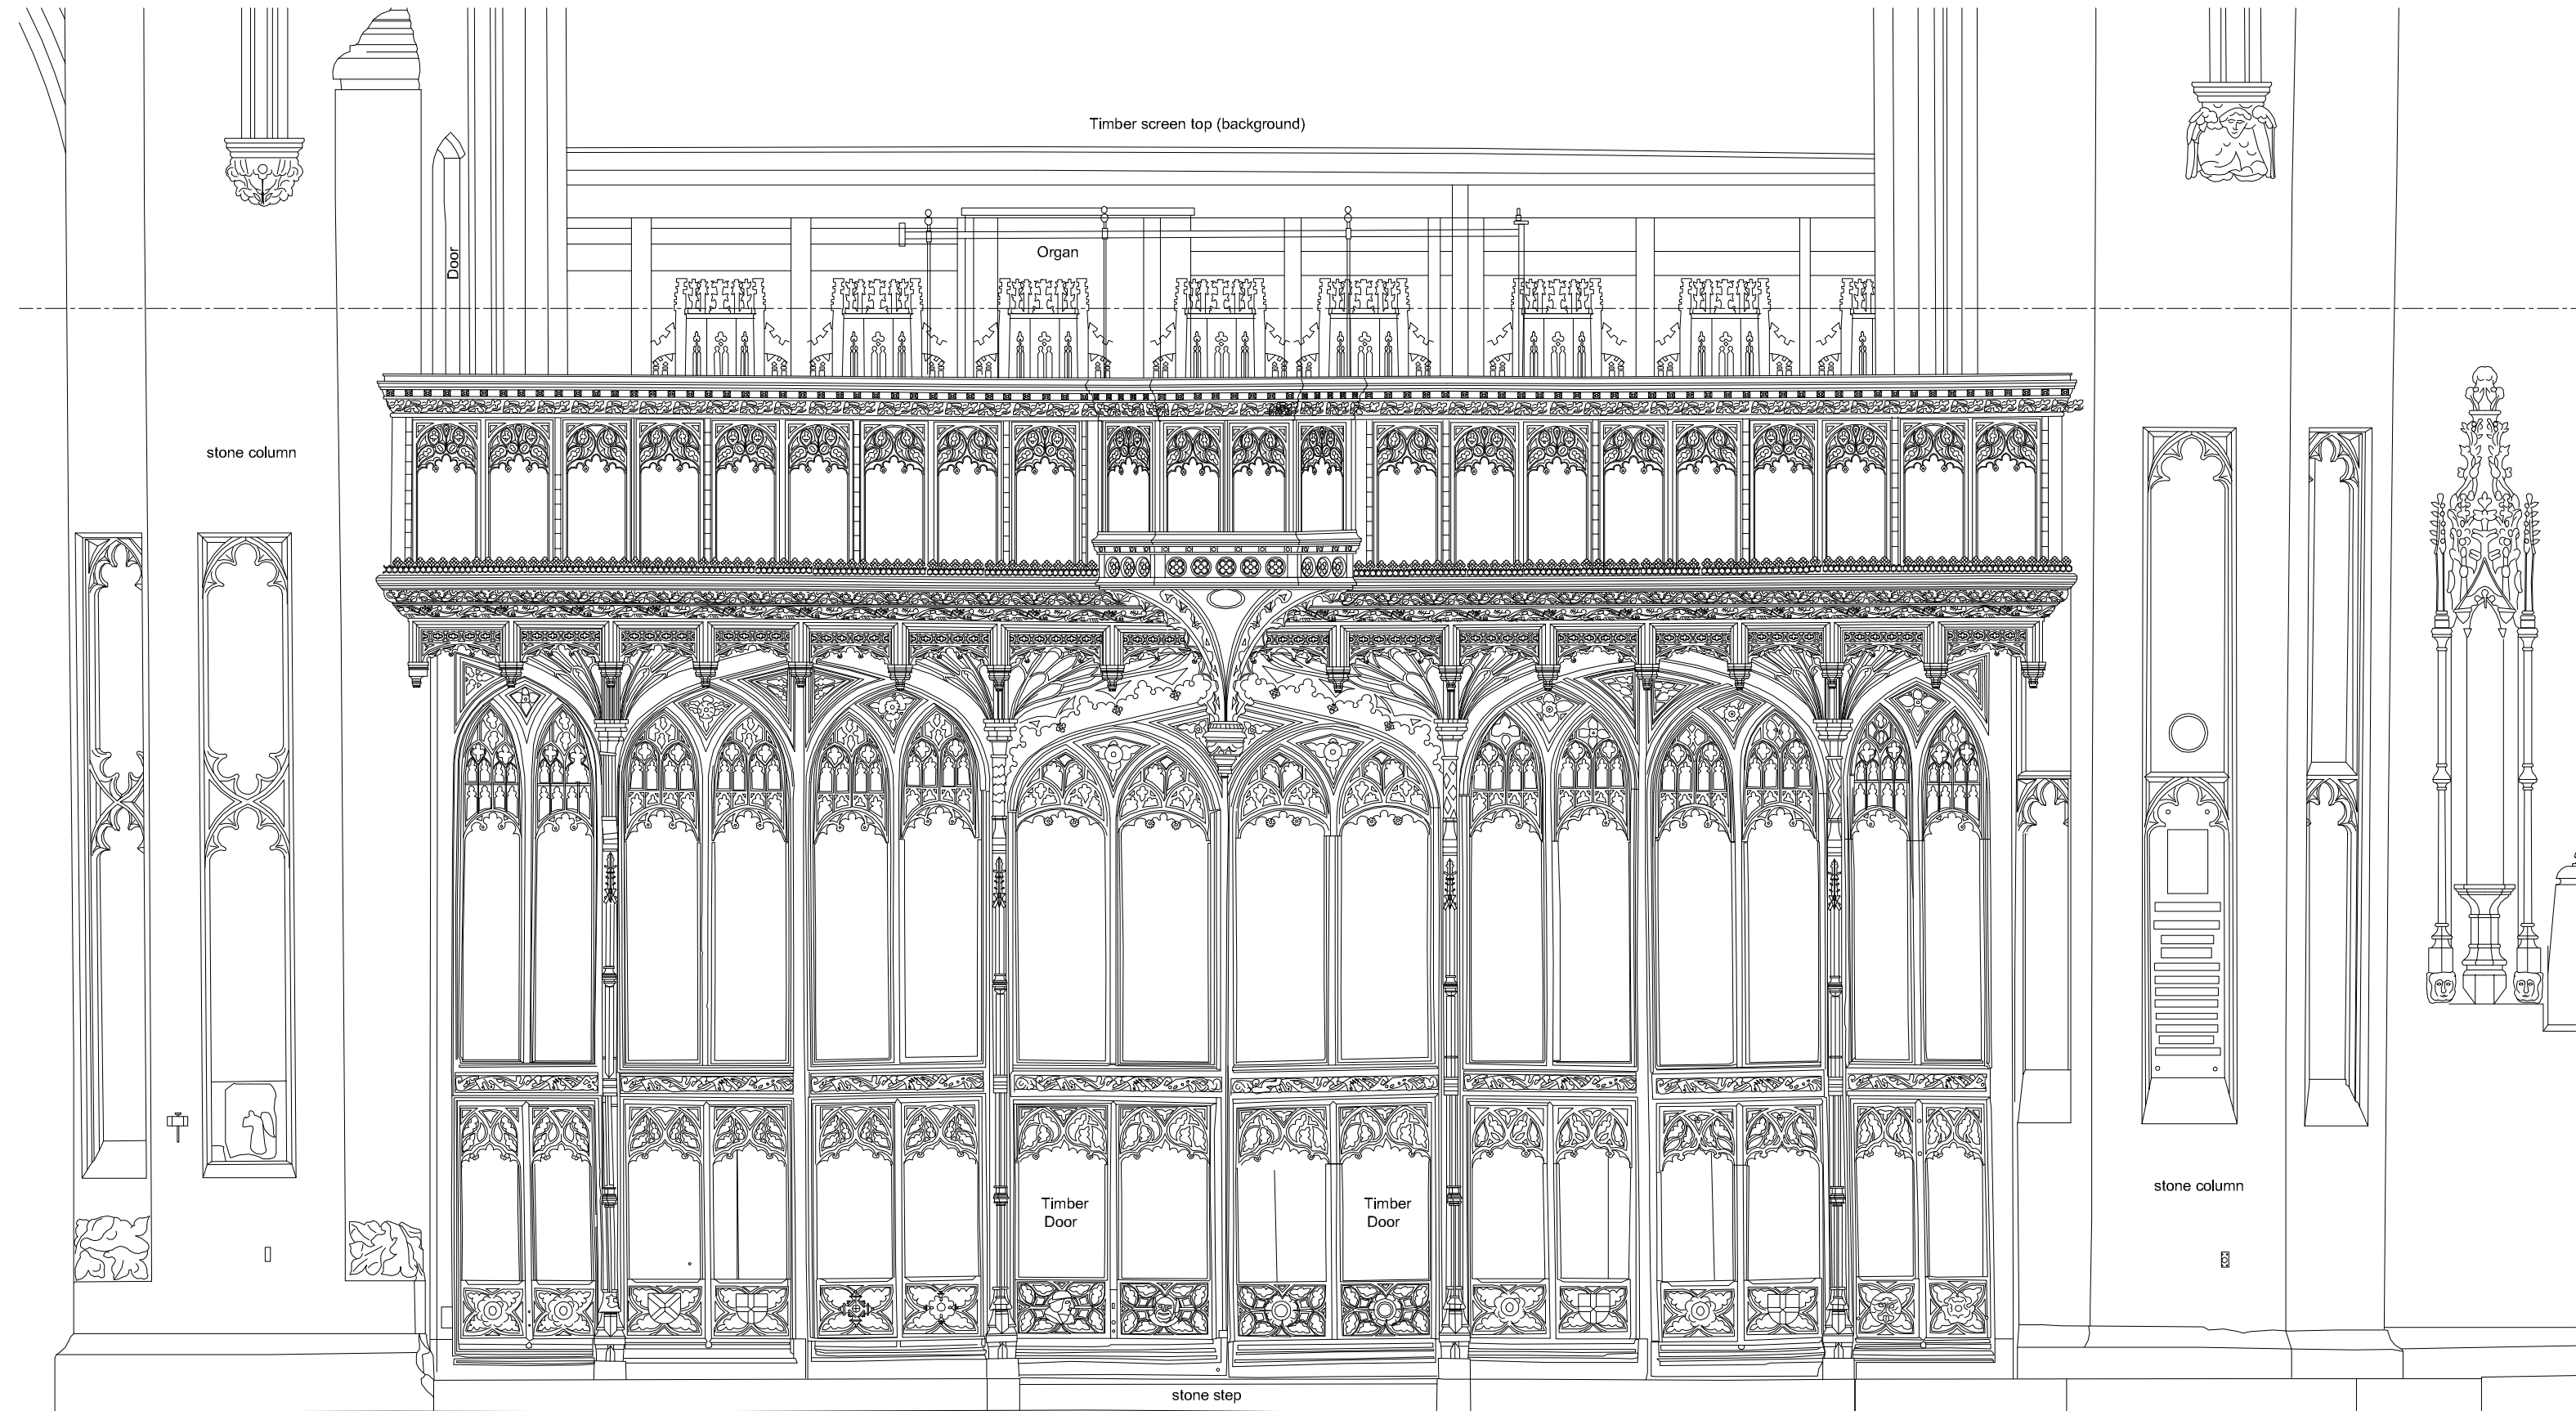 Timber screen top (background)
Door
Organ
stone column
Timber
Door
Timber
Door
stone column
stone step